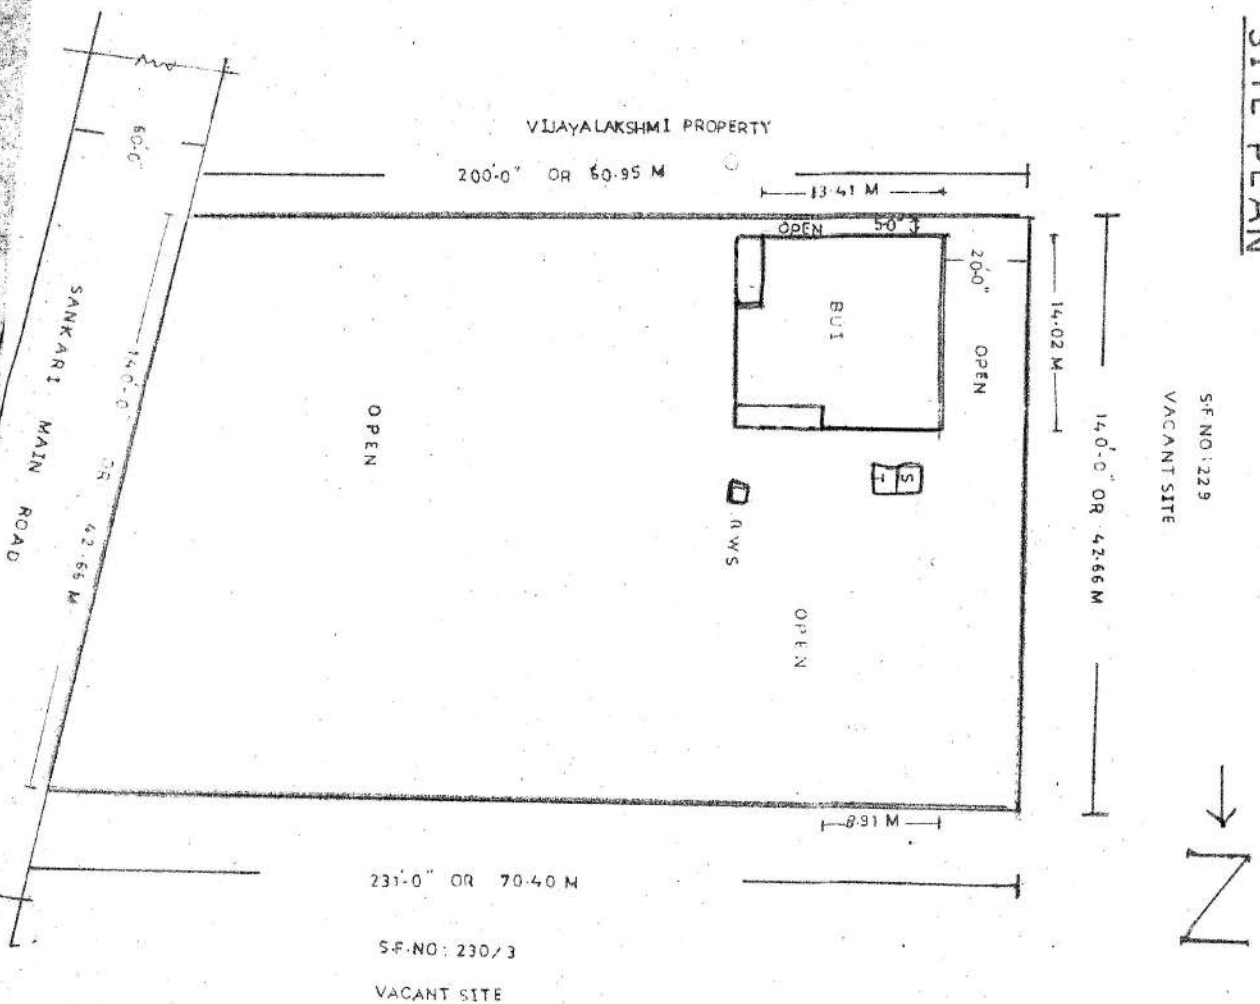 SITE PLAN
VIJAYALAKSHMI PROPERTY
200'-0" OR 60.95 M
13.41 M
60'-0"
OPEN 5'0"
20'-0"
OPEN
BUI
14.02 M
140'-0" OR 42.66 M
S.F NO: 229
VACANT SITE
SANKARI MAIN ROAD
140'-0" OR 42.66 M
OPEN
S
T
RWS
OPEN
8.91 M
231'-0" OR 70.40 M
N
S.F.NO: 230/3
VACANT SITE